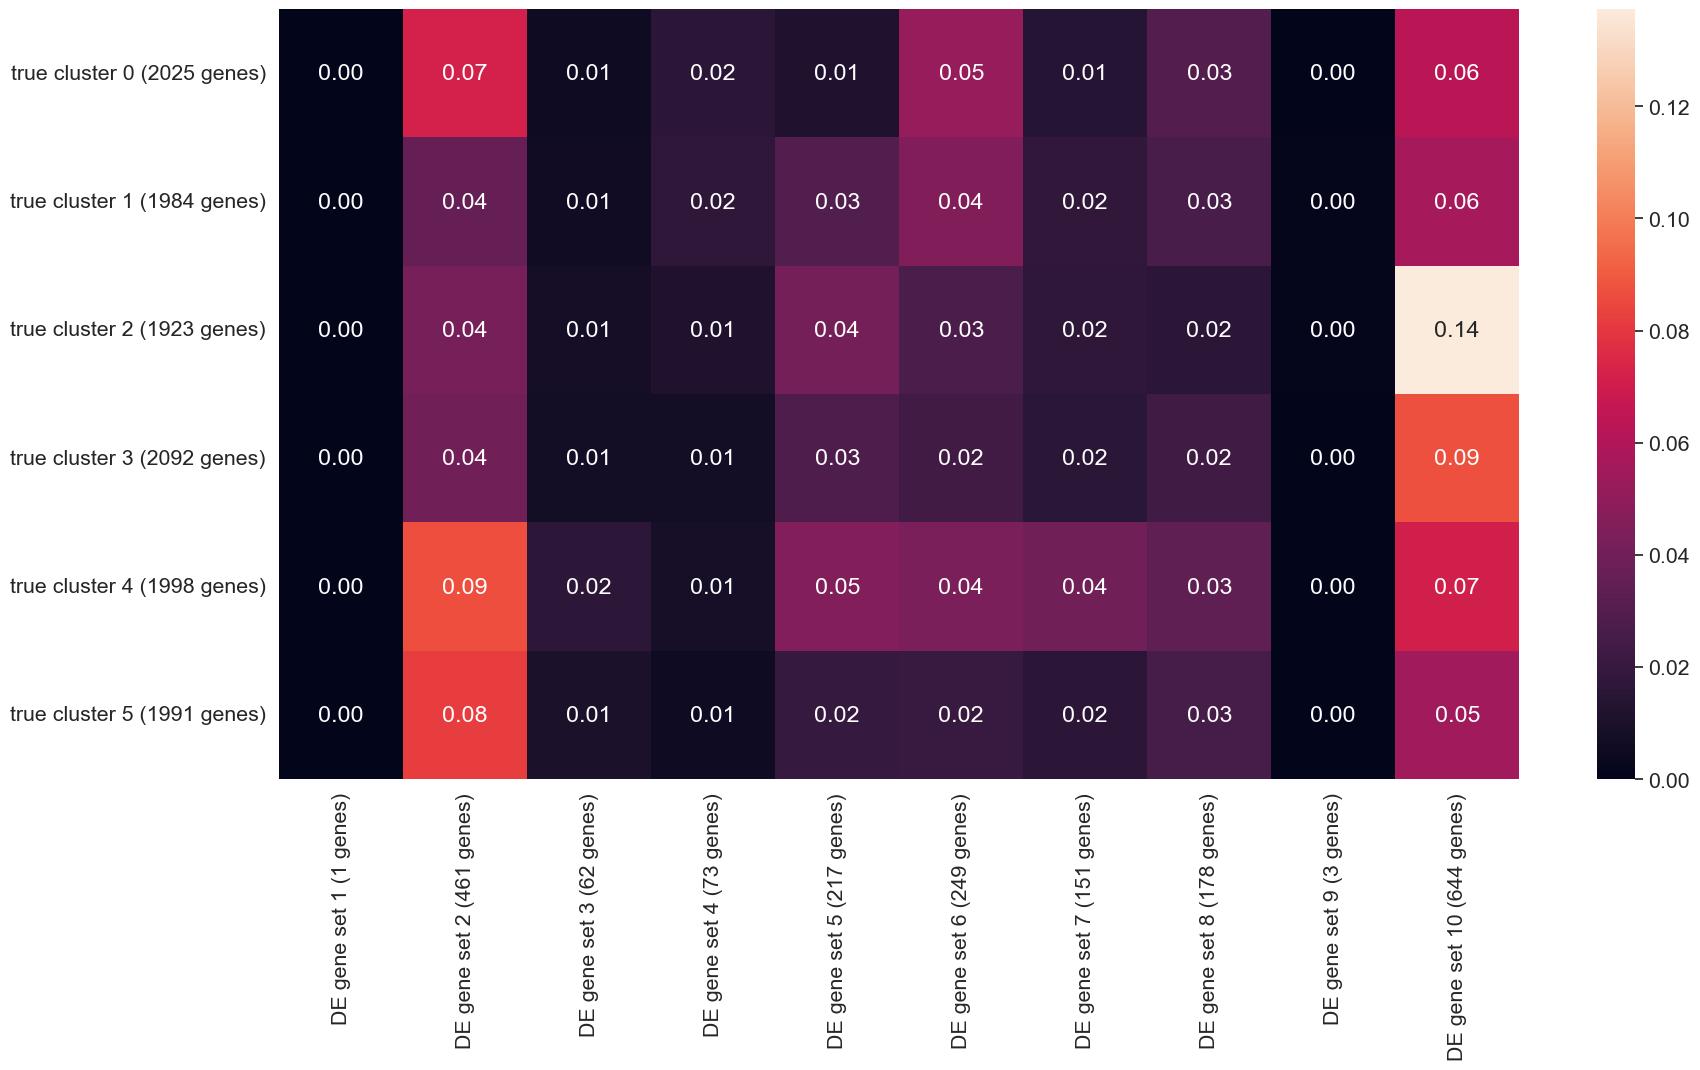 true cluster 0 (2025 genes) 0.00 0.07 0.01 0.02 0.01 0.05 0.01 0.03 0.00 0.06
true cluster 1 (1984 genes) 0.00 0.04 0.01 0.02 0.03 0.04 0.02 0.03 0.00 0.06
true cluster 2 (1923 genes) 0.00 0.04 0.01 0.01 0.04 0.03 0.02 0.02 0.00 0.14
true cluster 3 (2092 genes) 0.00 0.04 0.01 0.01 0.03 0.02 0.02 0.02 0.00 0.09
true cluster 4 (1998 genes) 0.00 0.09 0.02 0.01 0.05 0.04 0.04 0.03 0.00 0.07
true cluster 5 (1991 genes) 0.00 0.08 0.01 0.01 0.02 0.02 0.02 0.03 0.00 0.05
DE gene set 1 (1 genes)
DE gene set 2 (461 genes)
DE gene set 3 (62 genes)
DE gene set 4 (73 genes)
DE gene set 5 (217 genes)
DE gene set 6 (249 genes)
DE gene set 7 (151 genes)
DE gene set 8 (178 genes)
DE gene set 9 (3 genes)
DE gene set 10 (644 genes)
0.12
0.10
0.08
0.06
0.04
0.02
0.00